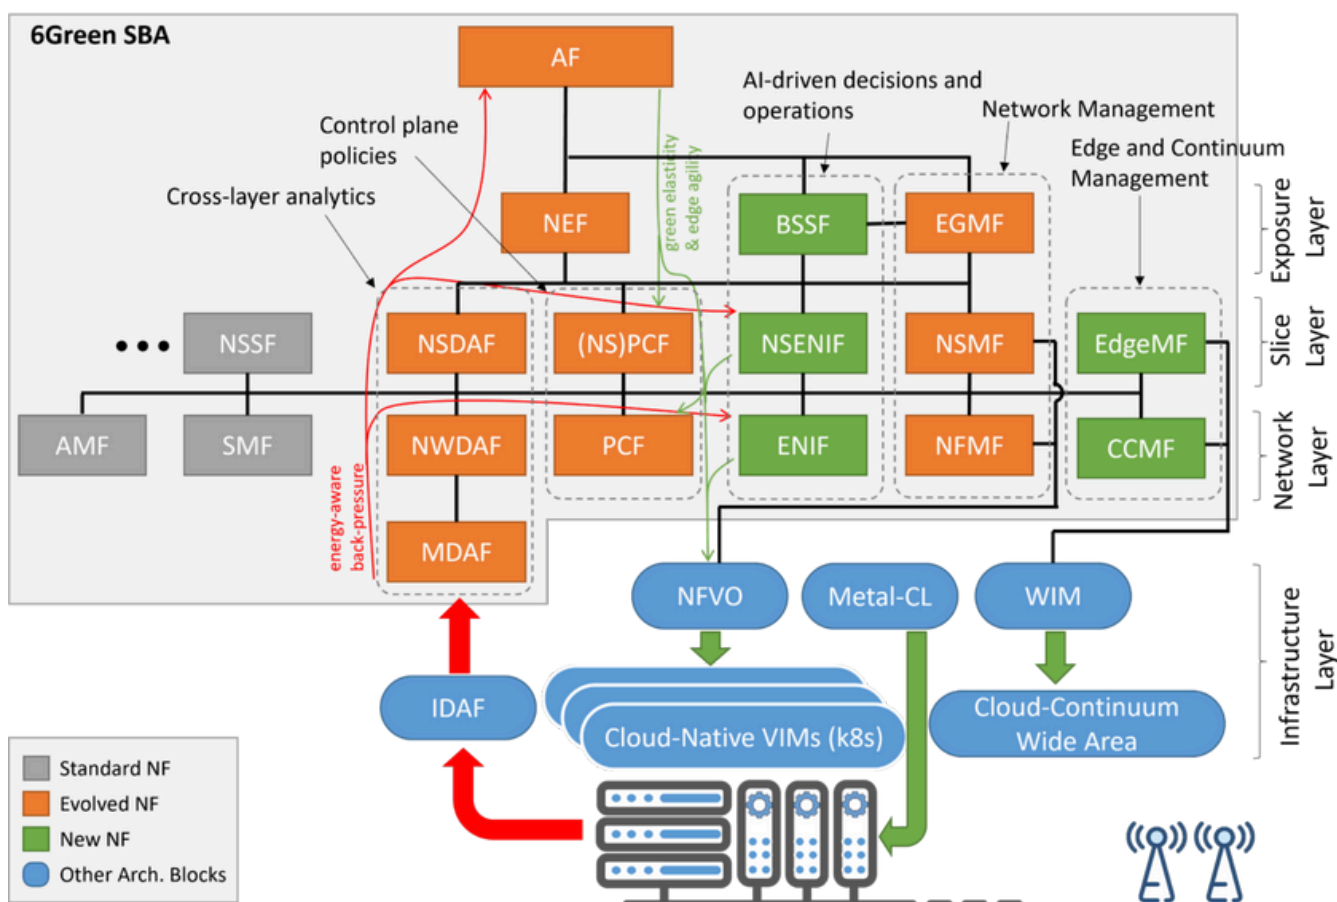 6Green SBA
AF
AI-driven decisions and
operations
Network Management
Control plane
policies
Edge and Continuum
Management
Cross-layer analytics
green elasticity
& edge agility
NEF
BSSF
EGMF
Exposure
Layer
NSSF
NSDAF
(NS)PCF
NSENIF
NSMF
EdgeMF
Slice
Layer
AMF
SMF
NWDAF
PCF
ENIF
NFMF
CCMF
Network
Layer
energy-aware
back-pressure
MDAF
NFVO
Metal-CL
WIM
Infrastructure
Layer
IDAF
Cloud-Native VIMs (k8s)
Cloud-Continuum
Wide Area
Standard NF
Evolved NF
New NF
Other Arch. Blocks